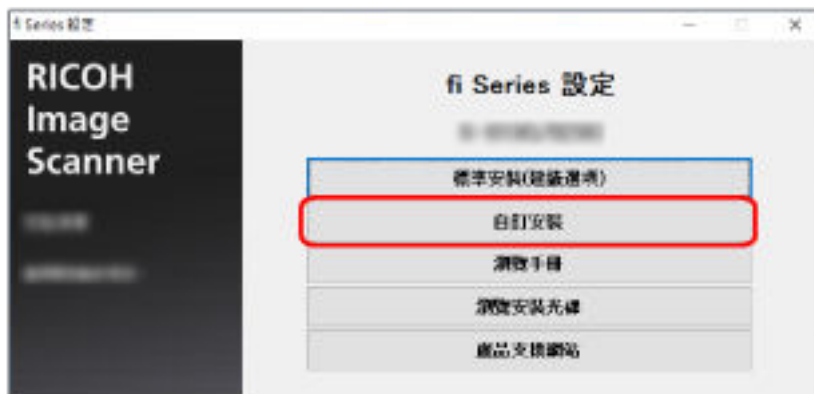 fi Series 設定
RICOH
Image
Scanner
fi Series 設定
標準安裝(建議選項)
自訂安裝
瀏覽手冊
瀏覽安裝光碟
產品支援網站